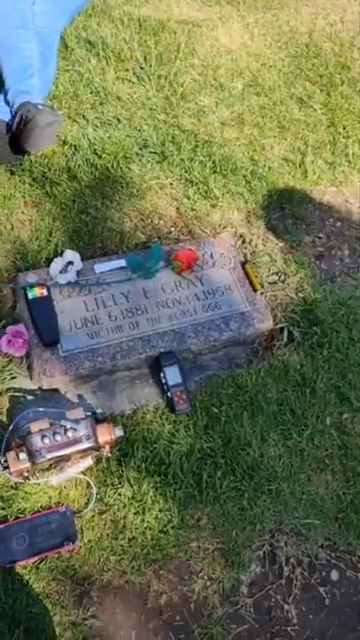 LILLY E. GRAY
JUNE 6, 1881 NOV. 14, 1958
VICTIM OF THE BEAST 666